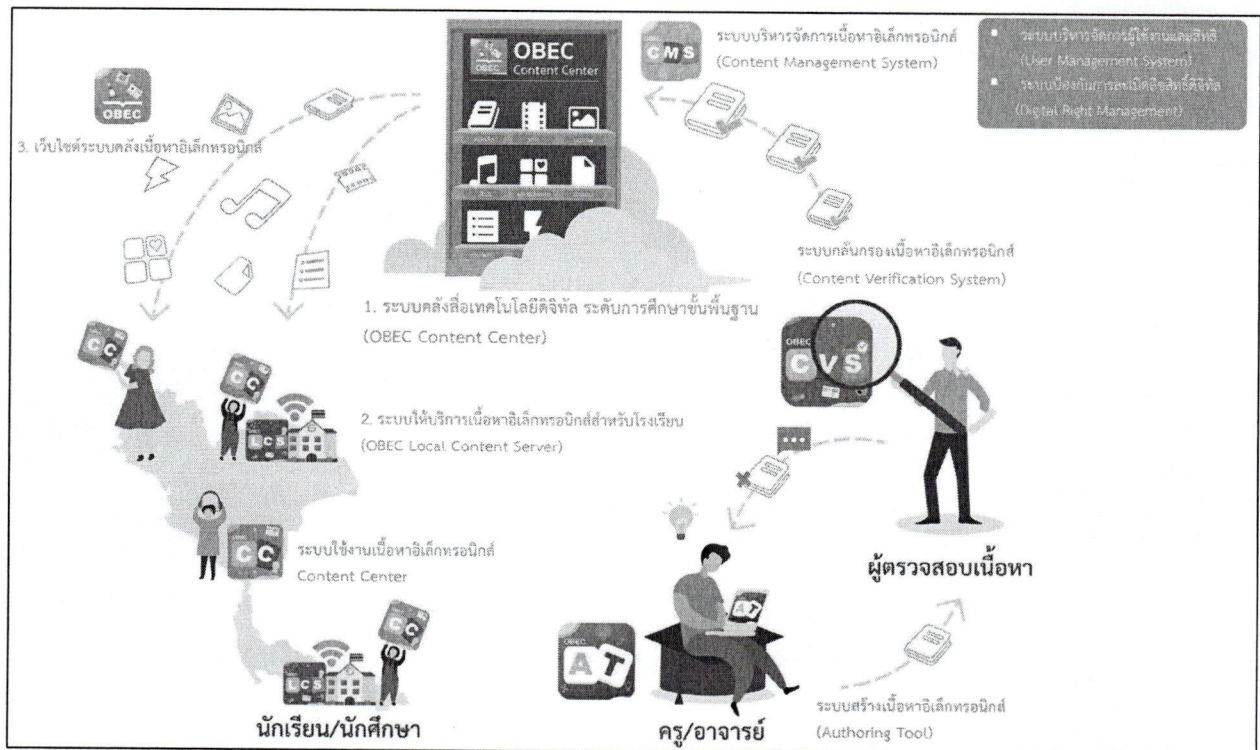 OBEC
Content Center
OBEC
CMS
ระบบบริหารจัดการเนื้อหาอิเล็กทรอนิกส์
(Content Management System)
▪ ระบบบริหารจัดการผู้ใช้งานและสิทธิ
(User Management System)
▪ ระบบป้องกันการละเมิดลิขสิทธิ์ดิจิทัล
(Digital Right Management)
OBEC
3. เว็บไซต์ระบบคลังเนื้อหาอิเล็กทรอนิกส์
ระบบกลั่นกรองเนื้อหาอิเล็กทรอนิกส์
(Content Verification System)
1. ระบบคลังสื่อเทคโนโลยีดิจิทัล ระดับการศึกษาขั้นพื้นฐาน
(OBEC Content Center)
OBEC
CVS
CC
CC
LCS
2. ระบบให้บริการเนื้อหาอิเล็กทรอนิกส์สำหรับโรงเรียน
(OBEC Local Content Server)
CC
ระบบใช้งานเนื้อหาอิเล็กทรอนิกส์
Content Center
ผู้ตรวจสอบเนื้อหา
CC
LCS
AT
OBEC
AT
นักเรียน/นักศึกษา
ครู/อาจารย์
ระบบสร้างเนื้อหาอิเล็กทรอนิกส์
(Authoring Tool)